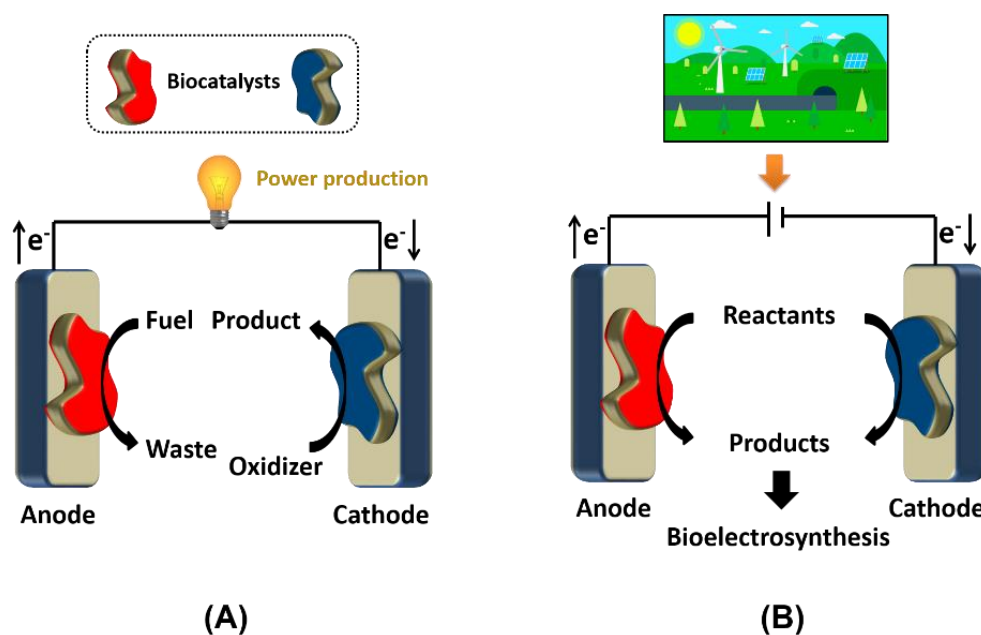 Biocatalysts
Power production
e-
e-
Fuel Product
Waste
Oxidizer
Anode
Cathode
(A)
e-
e-
Reactants
Products
Anode
Cathode
Bioelectrosynthesis
(B)